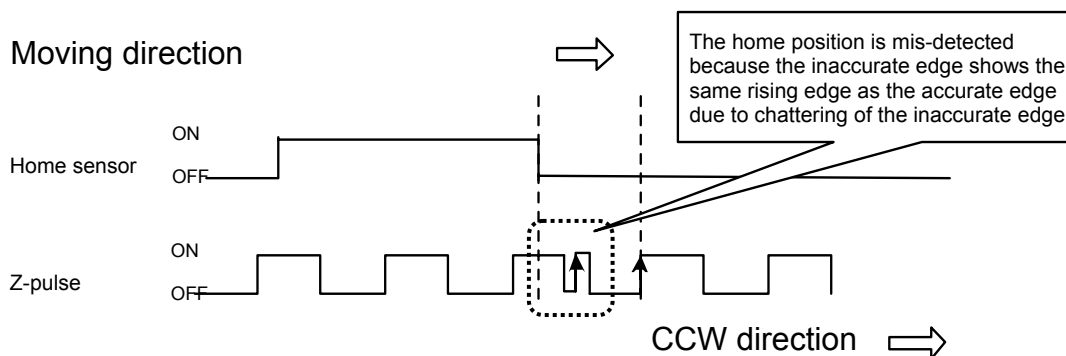 Moving direction
The home position is mis-detected
because the inaccurate edge shows the
same rising edge as the accurate edge
due to chattering of the inaccurate edge
ON
Home sensor
OFF
ON
Z-pulse
OFF
CCW direction